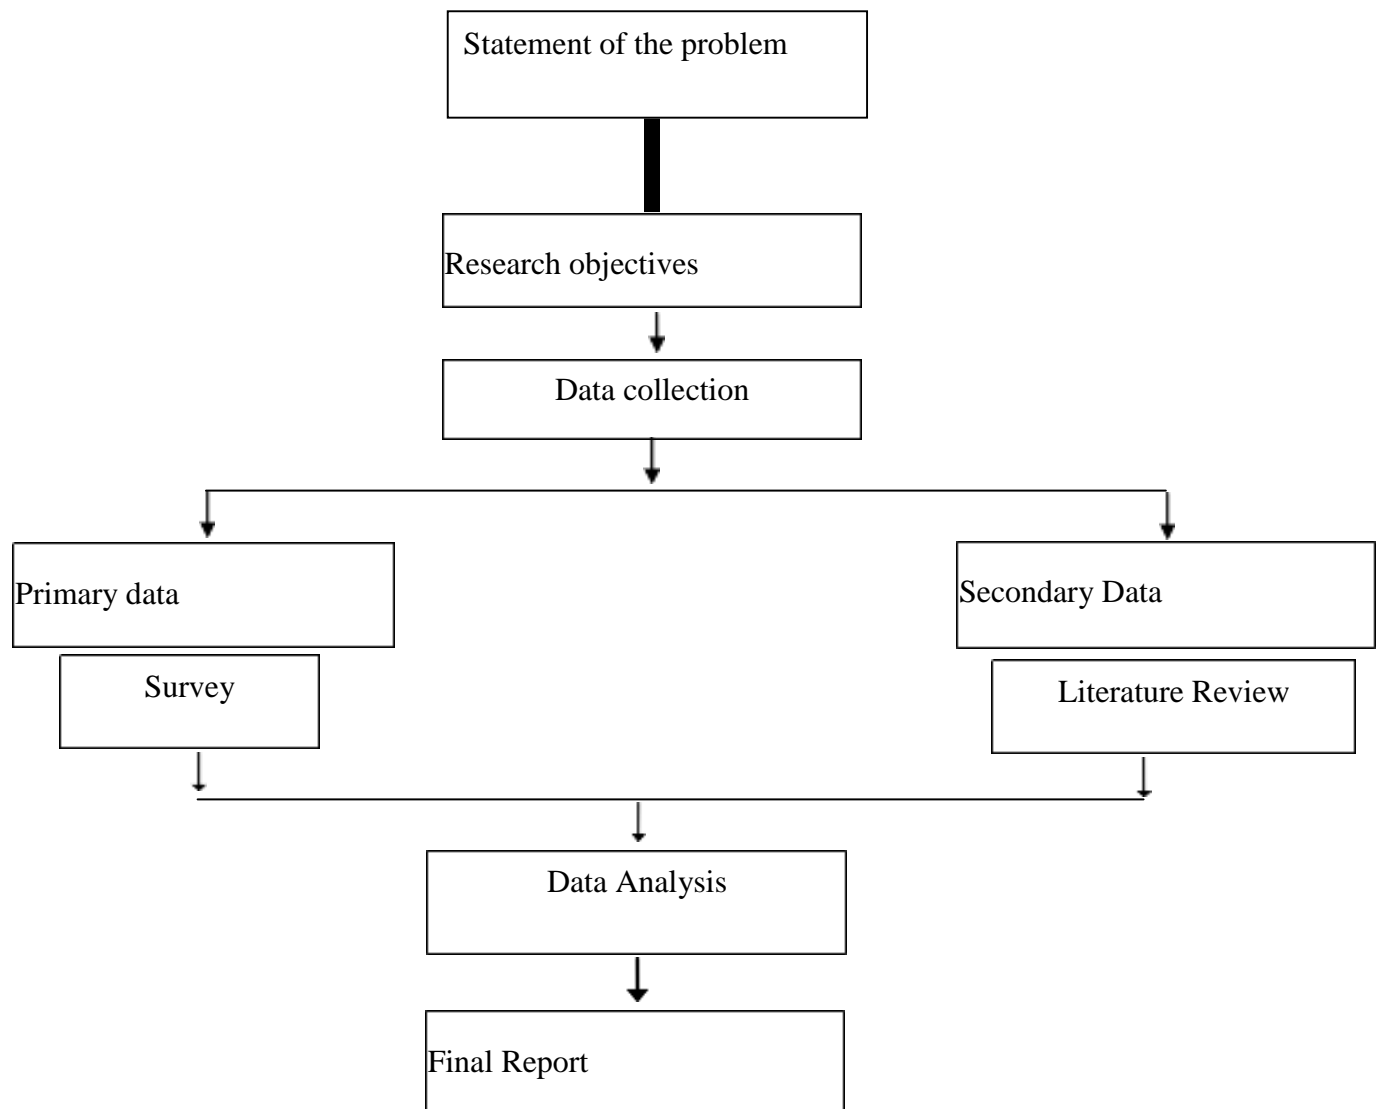 Statement of the problem
Research objectives
Data collection
Primary data
Secondary Data
Survey
Literature Review
Data Analysis
Final Report